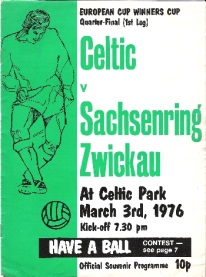 EUROPEAN CUP WINNERS CUP
Quarter-Final (1st Leg)
Celtic
v
Sachsenring
Zwickau
At Celtic Park
March 3rd, 1976
Kick-off 7.30 pm
HAVE A BALL
CONTEST —
see page 7
Official Souvenir Programme 10p